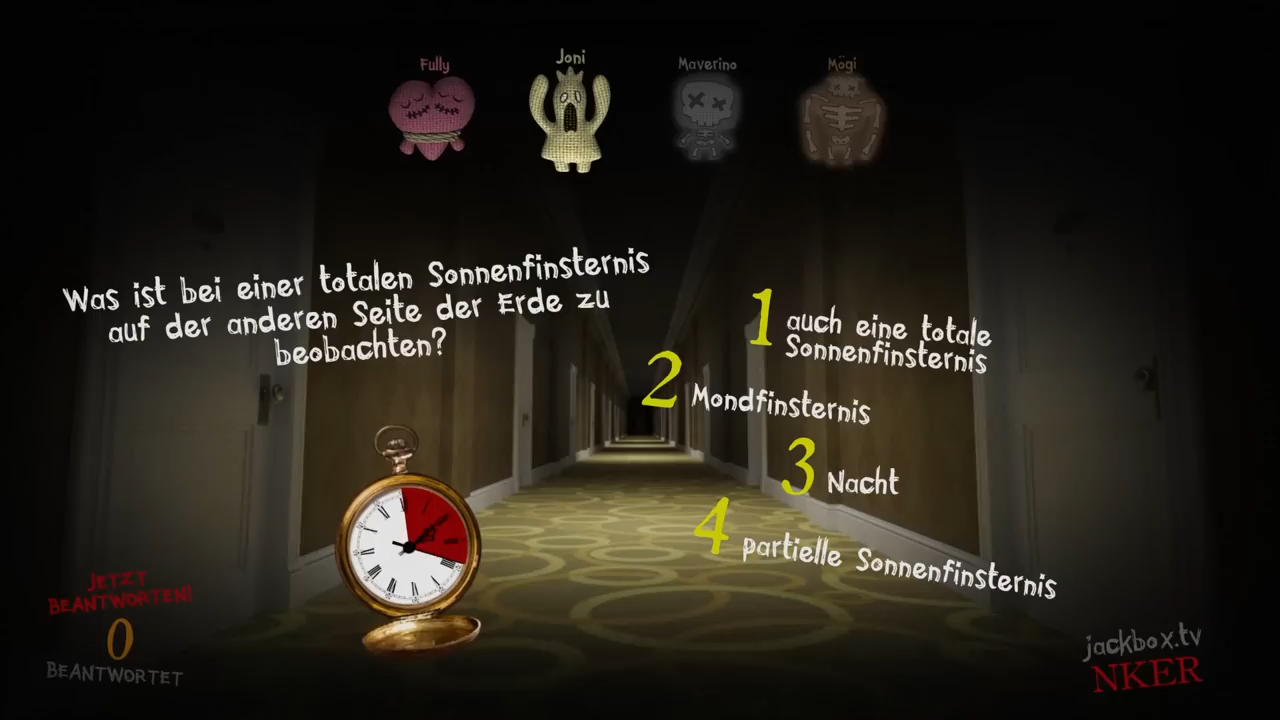 Fully
Joni
Maverino
Mögi
Was ist bei einer totalen Sonnenfinsternis
auf der anderen Seite der Erde zu
beobachten?
1 auch eine totale
Sonnenfinsternis
2 Mondfinsternis
3 Nacht
4 partielle Sonnenfinsternis
JETZT
BEANTWORTEN!
0
BEANTWORTET
jackbox.tv
NKER